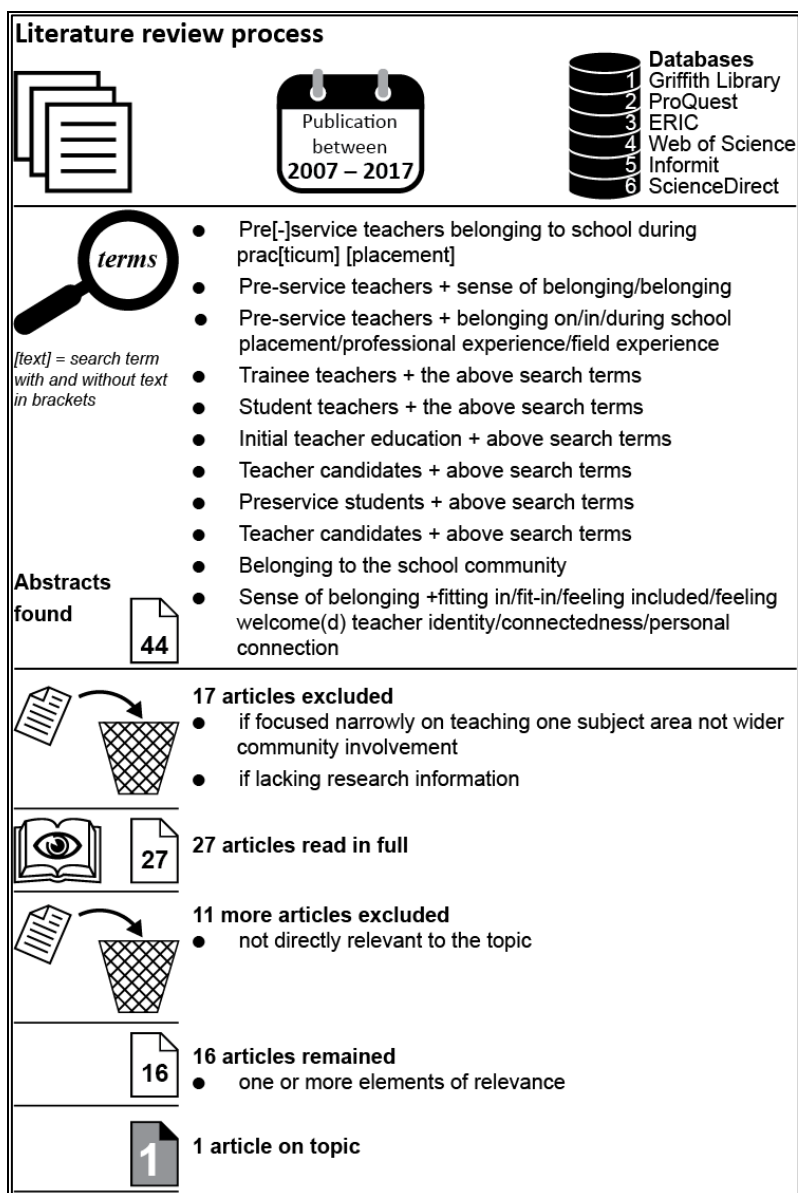 Literature review process
Publication
between
2007 – 2017
Databases
1 Griffith Library
2 ProQuest
3 ERIC
4 Web of Science
5 Informit
6 ScienceDirect
terms
[text] = search term
with and without text
in brackets
● Pre[-]service teachers belonging to school during
prac[ticum] [placement]
● Pre-service teachers + sense of belonging/belonging
● Pre-service teachers + belonging on/in/during school
placement/professional experience/field experience
● Trainee teachers + the above search terms
● Student teachers + the above search terms
● Initial teacher education + above search terms
● Teacher candidates + above search terms
● Preservice students + above search terms
● Teacher candidates + above search terms
● Belonging to the school community
● Sense of belonging +fitting in/fit-in/feeling included/feeling
welcome(d) teacher identity/connectedness/personal
connection
Abstracts
found
44
17 articles excluded
● if focused narrowly on teaching one subject area not wider
community involvement
● if lacking research information
27
27 articles read in full
11 more articles excluded
● not directly relevant to the topic
16
16 articles remained
● one or more elements of relevance
1
1 article on topic